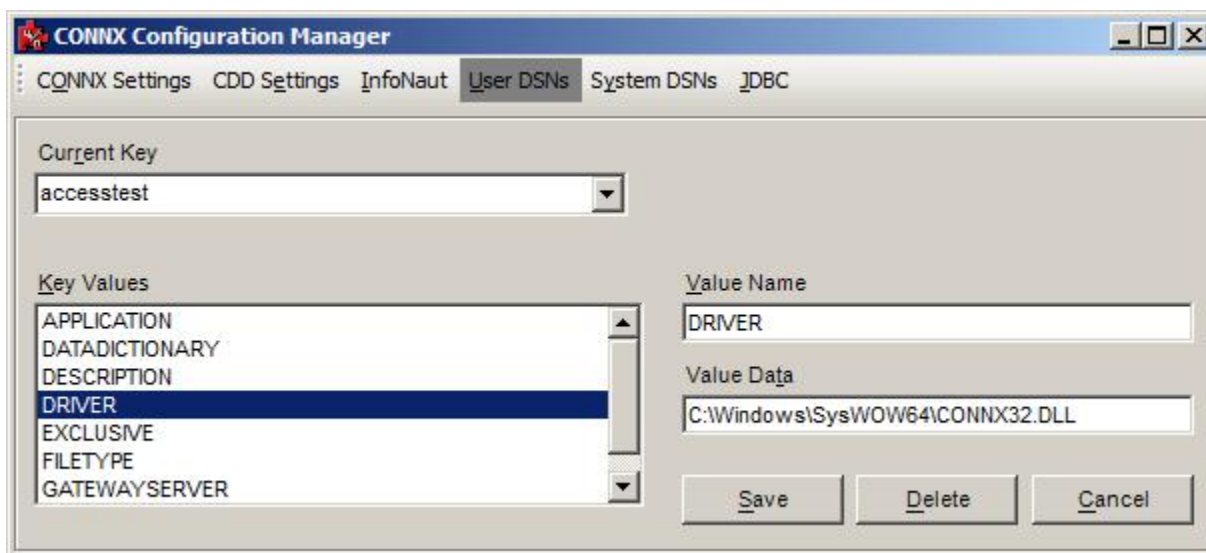 CONNX Configuration Manager
CONNX Settings CDD Settings InfoNaut User DSNs System DSNs JDBC
Current Key
accesstest
Key Values
APPLICATION
DATADICTIONARY
DESCRIPTION
DRIVER
EXCLUSIVE
FILETYPE
GATEWAYSERVER
Value Name
DRIVER
Value Data
C:\Windows\SysWOW64\CONNX32.DLL
Save Delete Cancel